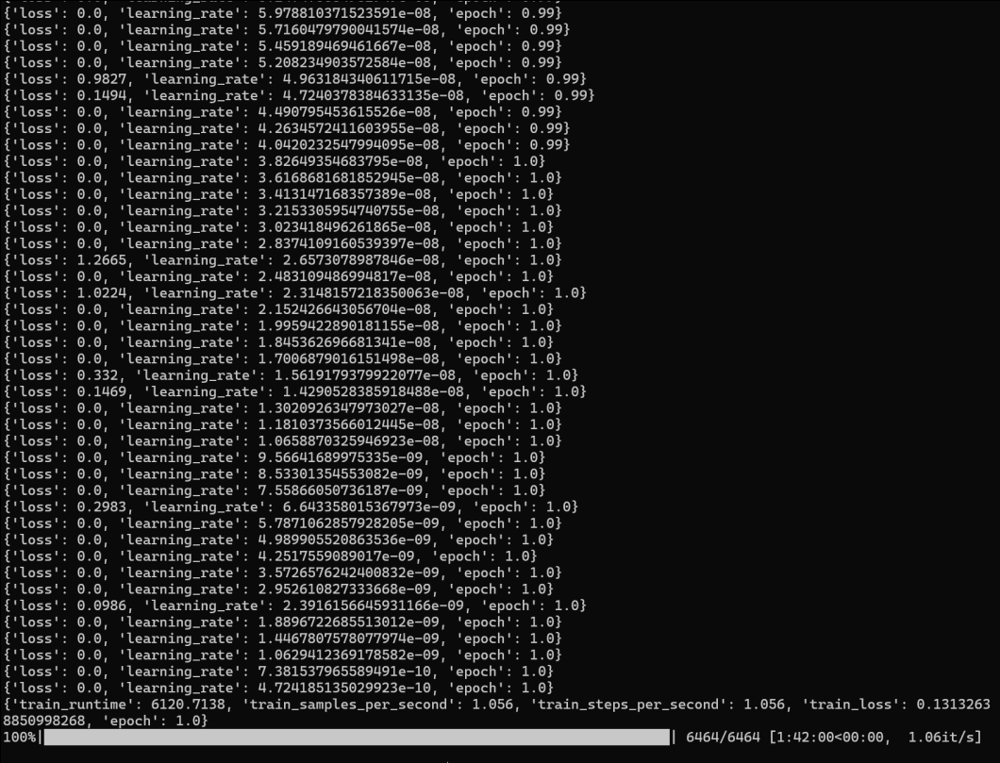 {'loss': 0.0, 'learning_rate': 5.978810371523591e-08, 'epoch': 0.99}
{'loss': 0.0, 'learning_rate': 5.7160479790041574e-08, 'epoch': 0.99}
{'loss': 0.0, 'learning_rate': 5.459189469461667e-08, 'epoch': 0.99}
{'loss': 0.0, 'learning_rate': 5.208234903572584e-08, 'epoch': 0.99}
{'loss': 0.9827, 'learning_rate': 4.963184340611715e-08, 'epoch': 0.99}
{'loss': 0.1494, 'learning_rate': 4.7240378384633135e-08, 'epoch': 0.99}
{'loss': 0.0, 'learning_rate': 4.490795453615526e-08, 'epoch': 0.99}
{'loss': 0.0, 'learning_rate': 4.2634572411603955e-08, 'epoch': 0.99}
{'loss': 0.0, 'learning_rate': 4.0420232547994095e-08, 'epoch': 0.99}
{'loss': 0.0, 'learning_rate': 3.82649354683795e-08, 'epoch': 1.0}
{'loss': 0.0, 'learning_rate': 3.6168681681852945e-08, 'epoch': 1.0}
{'loss': 0.0, 'learning_rate': 3.413147168357389e-08, 'epoch': 1.0}
{'loss': 0.0, 'learning_rate': 3.2153305954740755e-08, 'epoch': 1.0}
{'loss': 0.0, 'learning_rate': 3.023418496261865e-08, 'epoch': 1.0}
{'loss': 0.0, 'learning_rate': 2.8374109160539397e-08, 'epoch': 1.0}
{'loss': 1.2665, 'learning_rate': 2.6573078987846e-08, 'epoch': 1.0}
{'loss': 0.0, 'learning_rate': 2.483109486994817e-08, 'epoch': 1.0}
{'loss': 1.0224, 'learning_rate': 2.3148157218350063e-08, 'epoch': 1.0}
{'loss': 0.0, 'learning_rate': 2.152426643056704e-08, 'epoch': 1.0}
{'loss': 0.0, 'learning_rate': 1.9959422890181155e-08, 'epoch': 1.0}
{'loss': 0.0, 'learning_rate': 1.845362696681341e-08, 'epoch': 1.0}
{'loss': 0.0, 'learning_rate': 1.7006879016151498e-08, 'epoch': 1.0}
{'loss': 0.332, 'learning_rate': 1.5619179379922077e-08, 'epoch': 1.0}
{'loss': 0.1469, 'learning_rate': 1.4290528385918488e-08, 'epoch': 1.0}
{'loss': 0.0, 'learning_rate': 1.3020926347973027e-08, 'epoch': 1.0}
{'loss': 0.0, 'learning_rate': 1.1810373566012445e-08, 'epoch': 1.0}
{'loss': 0.0, 'learning_rate': 1.0658870325946923e-08, 'epoch': 1.0}
{'loss': 0.0, 'learning_rate': 9.56641689975335e-09, 'epoch': 1.0}
{'loss': 0.0, 'learning_rate': 8.53301354553082e-09, 'epoch': 1.0}
{'loss': 0.0, 'learning_rate': 7.55866050736187e-09, 'epoch': 1.0}
{'loss': 0.2983, 'learning_rate': 6.643358015367973e-09, 'epoch': 1.0}
{'loss': 0.0, 'learning_rate': 5.7871062857928205e-09, 'epoch': 1.0}
{'loss': 0.0, 'learning_rate': 4.989905520863536e-09, 'epoch': 1.0}
{'loss': 0.0, 'learning_rate': 4.2517559089017e-09, 'epoch': 1.0}
{'loss': 0.0, 'learning_rate': 3.5726576242400832e-09, 'epoch': 1.0}
{'loss': 0.0, 'learning_rate': 2.952610827333668e-09, 'epoch': 1.0}
{'loss': 0.0986, 'learning_rate': 2.3916156645931166e-09, 'epoch': 1.0}
{'loss': 0.0, 'learning_rate': 1.8896722685513012e-09, 'epoch': 1.0}
{'loss': 0.0, 'learning_rate': 1.4467807578077974e-09, 'epoch': 1.0}
{'loss': 0.0, 'learning_rate': 1.0629412369178582e-09, 'epoch': 1.0}
{'loss': 0.0, 'learning_rate': 7.381537965589491e-10, 'epoch': 1.0}
{'loss': 0.0, 'learning_rate': 4.724185135029923e-10, 'epoch': 1.0}
{'train_runtime': 6120.7138, 'train_samples_per_second': 1.056, 'train_steps_per_second': 1.056, 'train_loss': 0.1313263
8850998268, 'epoch': 1.0}
100%| | 6464/6464 [1:42:00<00:00, 1.06it/s]